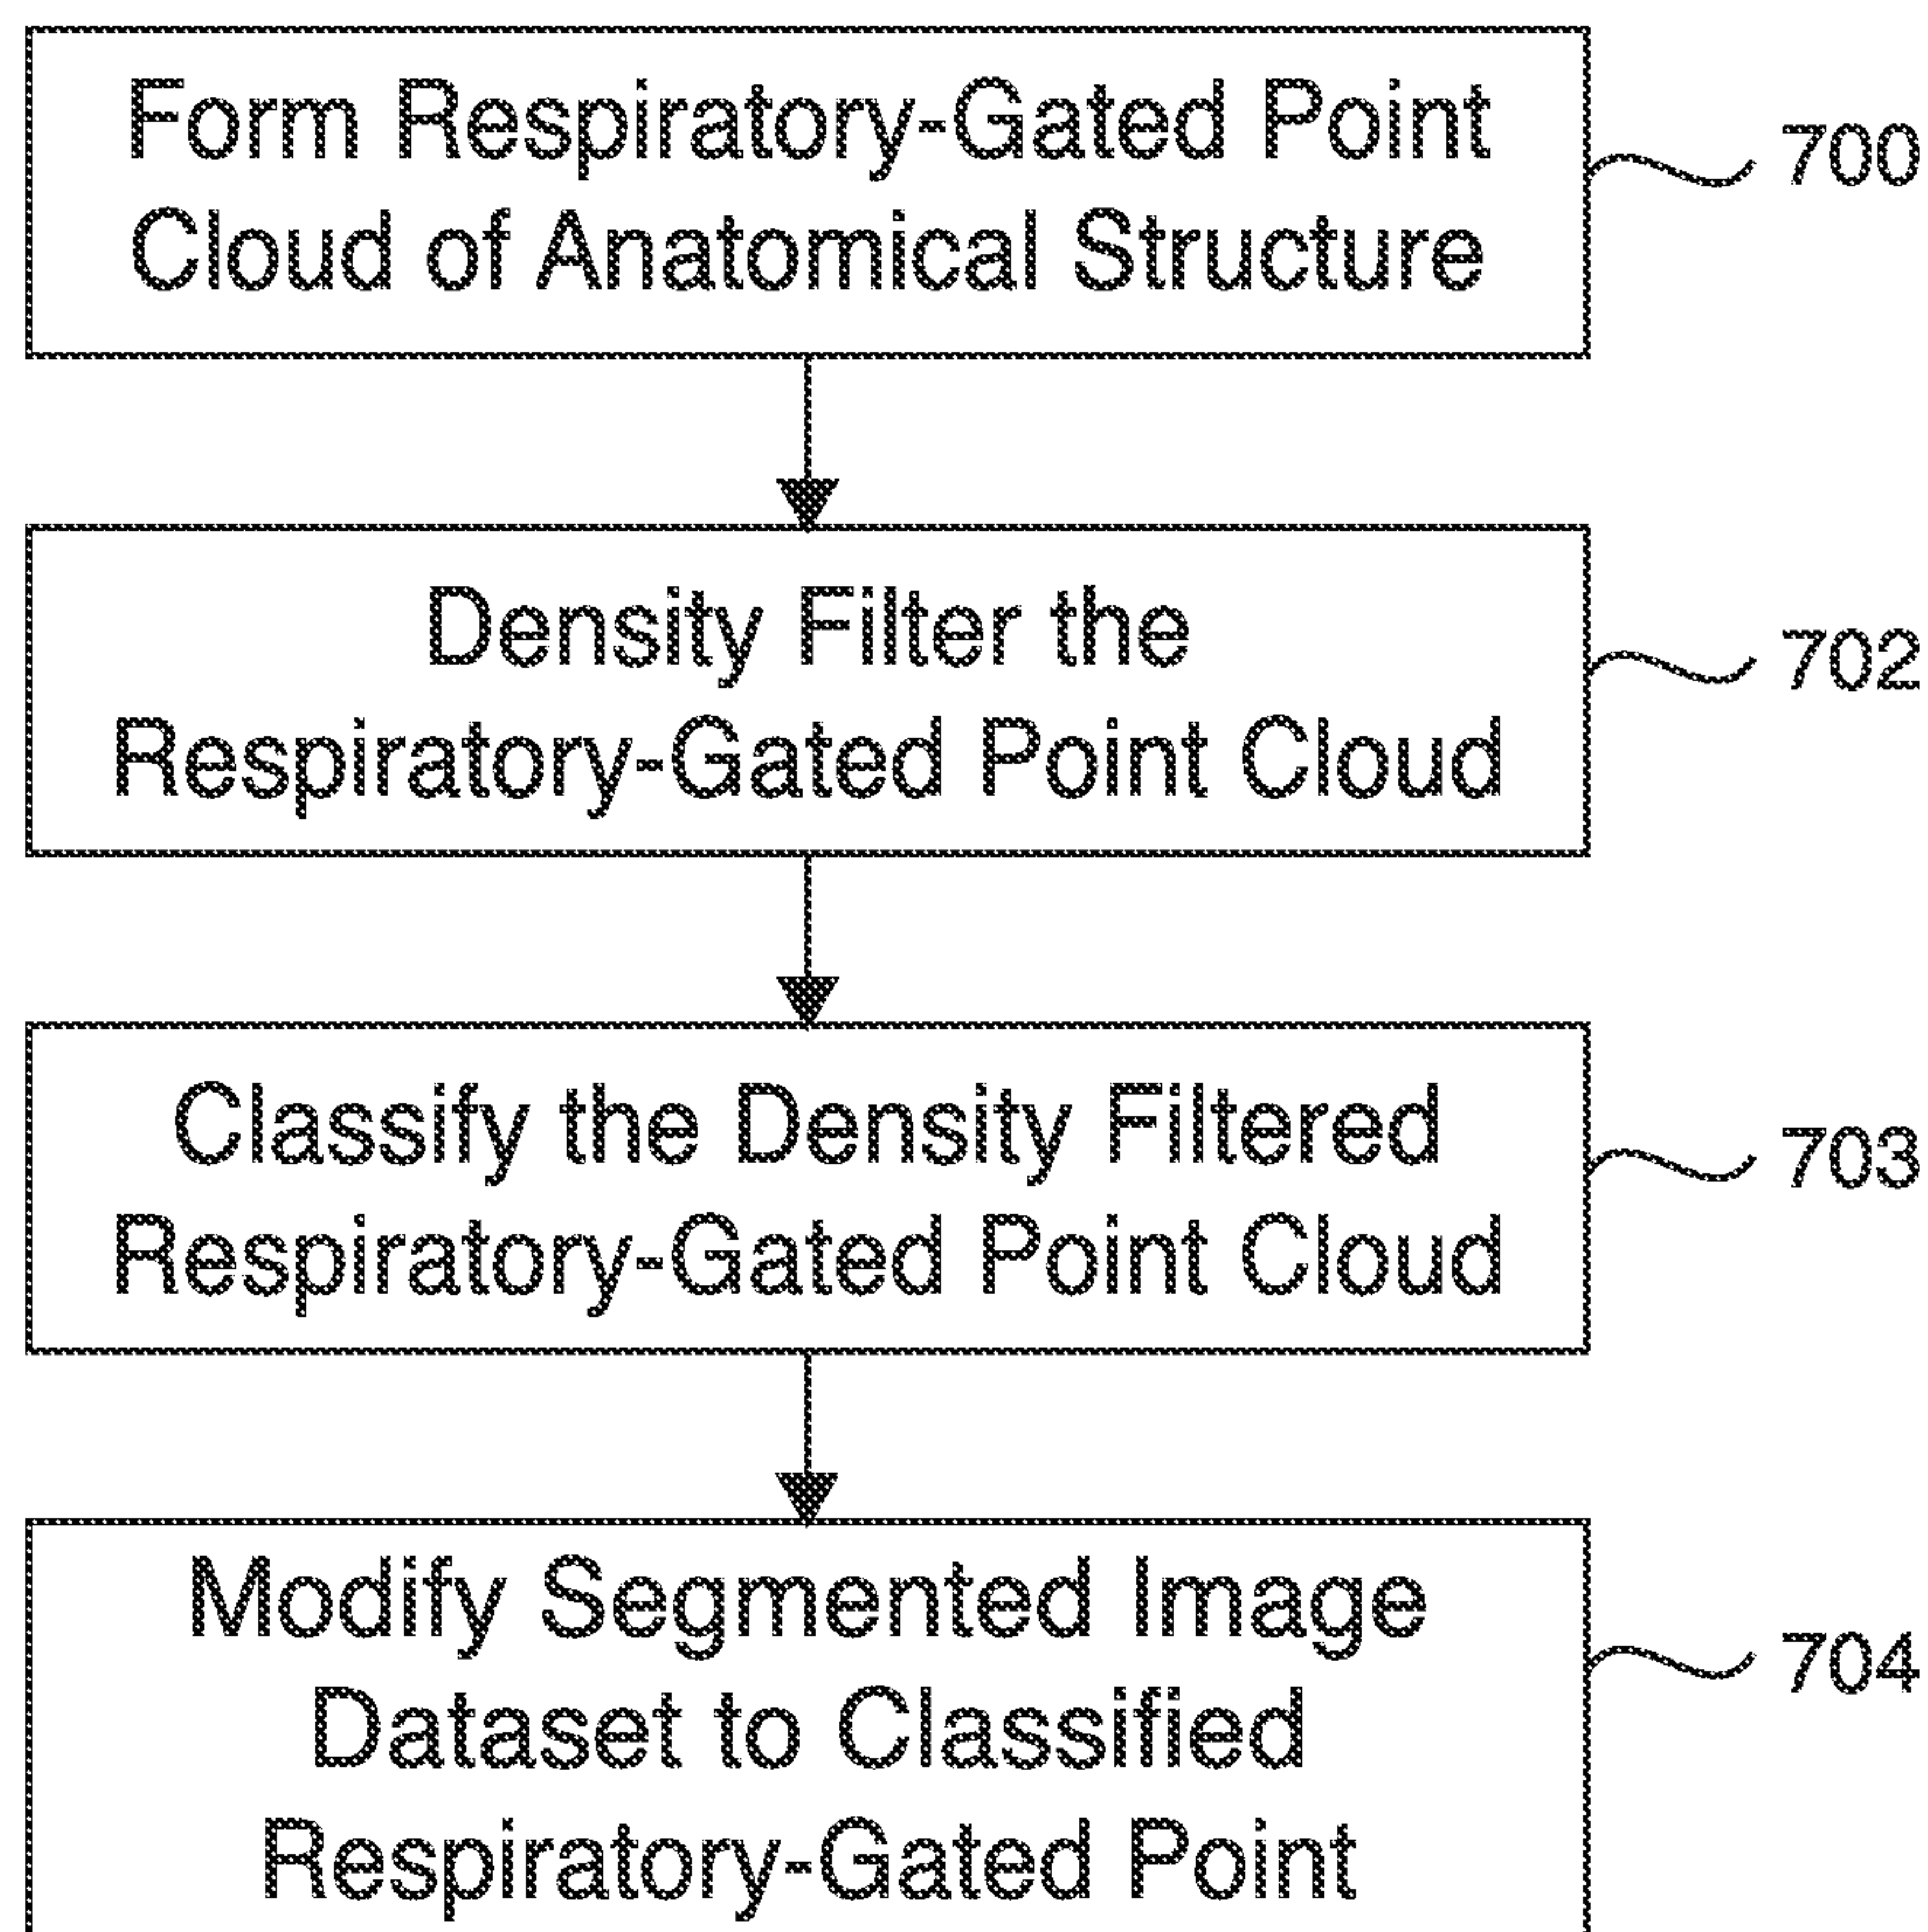 Form Respiratory-Gated Point
Cloud of Anatomical Structure
700
Density Filter the
Respiratory-Gated Point Cloud
702
Classify the Density Filtered
Respiratory-Gated Point Cloud
703
Modify Segmented Image
Dataset to Classified
Respiratory-Gated Point
704